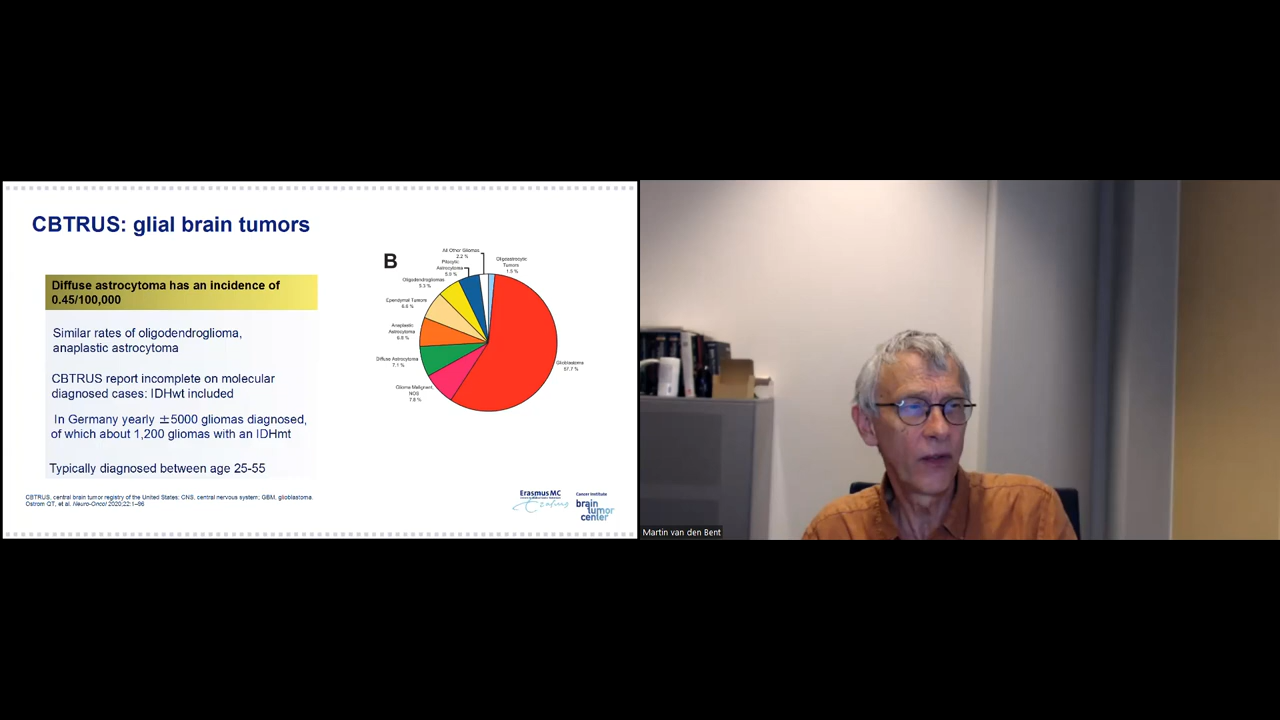 CBTRUS: glial brain tumors
Diffuse astrocytoma has an incidence of
0.45/100,000
Similar rates of oligodendroglioma,
anaplastic astrocytoma
CBTRUS report incomplete on molecular
diagnosed cases: IDHwt included
In Germany yearly ±5000 gliomas diagnosed,
of which about 1,200 gliomas with an IDHmt
Typically diagnosed between age 25-55
B
All Other Gliomas
2.2 %
Pilocytic
Astrocytoma
5.0 %
Oligodendrogliomas
5.3 %
Ependymal Tumors
6.6 %
Anaplastic
Astrocytoma
6.8 %
Diffuse Astrocytoma
7.1 %
Glioma Malignant,
NOS
7.8 %
Oligoastrocytic
Tumors
1.5 %
Glioblastoma
57.7 %
CBTRUS, central brain tumor registry of the United States; CNS, central nervous system; GBM, glioblastoma.
Ostrom QT, et al. Neuro-Oncol 2020;22:1–96
Erasmus MC
Cancer Institute
brain
tumor
center
Martin van den Bent